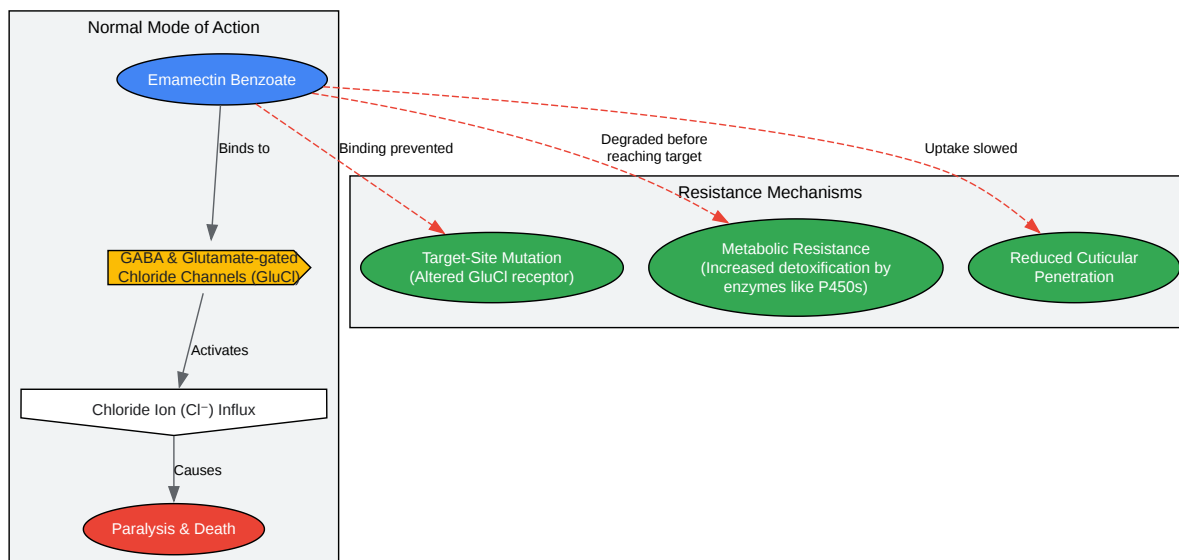 Normal Mode of Action
Emamectin Benzoate
Binds to
GABA & Glutamate-gated
Chloride Channels (GluCl)
Activates
Chloride Ion (Cl⁻) Influx
Causes
Paralysis & Death
Binding prevented
Degraded before
reaching target
Uptake slowed
Resistance Mechanisms
Target-Site Mutation
(Altered GluCl receptor)
Metabolic Resistance
(Increased detoxification by
enzymes like P450s)
Reduced Cuticular
Penetration